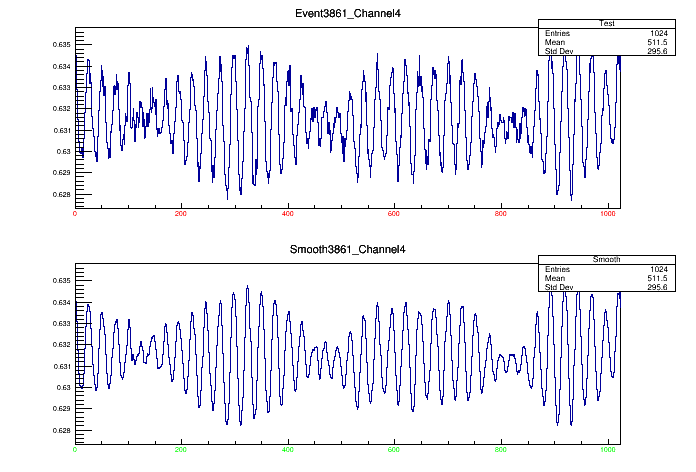 Event3861_Channel4
Test
Entries 1024
Mean 511.5
Std Dev 295.6
0.635
0.634
0.633
0.632
0.631
0.63
0.629
0.628
0 200 400 600 800 1000
Smooth3861_Channel4
Smooth
Entries 1024
Mean 511.5
Std Dev 295.6
0.635
0.634
0.633
0.632
0.631
0.63
0.629
0.628
0 200 400 600 800 1000